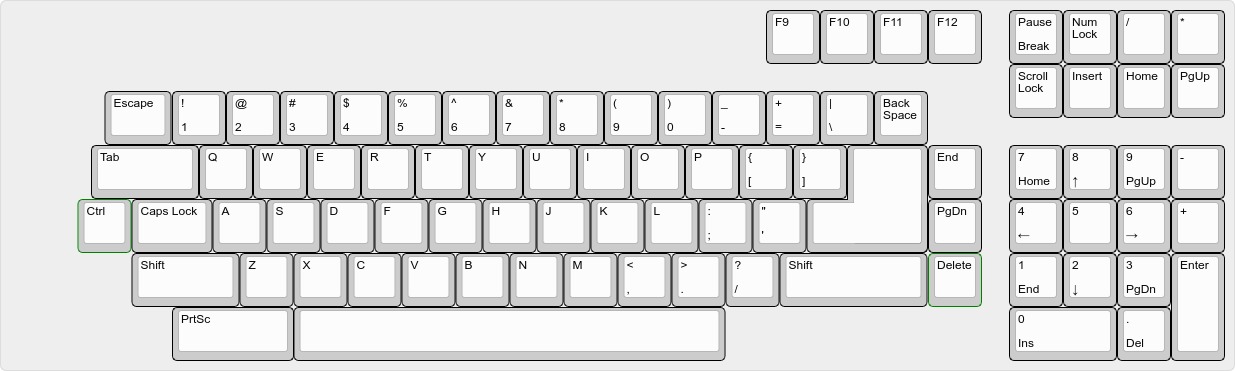 F9 F10 F11 F12 Pause Num / *
Lock
Break
Scroll Insert Home PgUp
Lock
Escape ! @ # $ % ^ & * ( ) _ + | Back
Space
1 2 3 4 5 6 7 8 9 0 - = \
Tab Q W E R T Y U I O P { } End 7 8 9 -
[ ] Home ↑ PgUp
Ctrl Caps Lock A S D F G H J K L : " PgDn 4 5 6 +
; ' ← →
Shift Z X C V B N M < > ? Shift Delete 1 2 3 Enter
, . / End ↓ PgDn
PrtSc 0 .
Ins Del